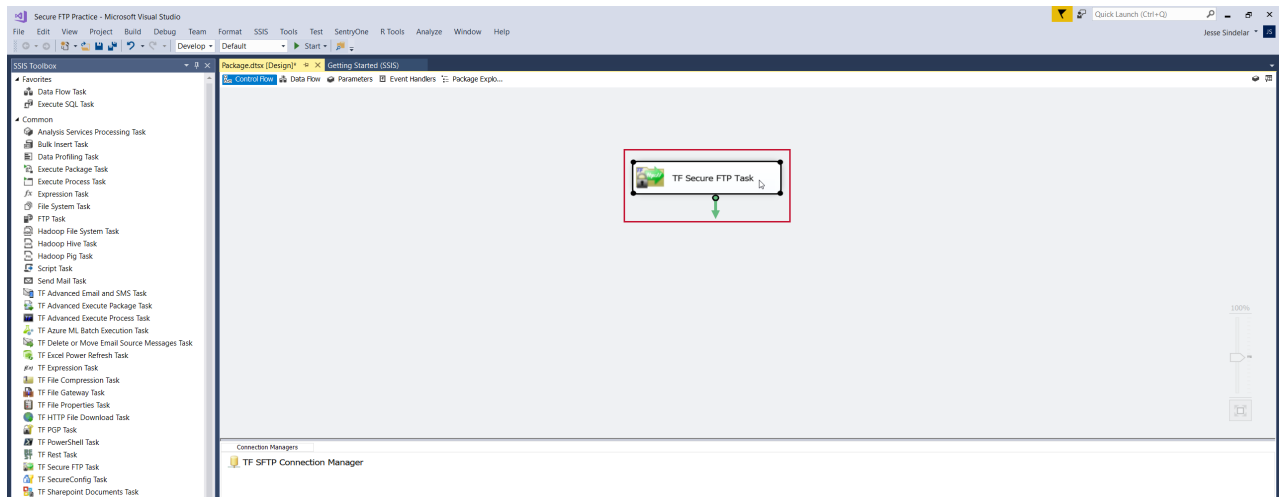 Secure FTP Practice - Microsoft Visual Studio
Quick Launch (Ctrl+Q)
File Edit View Project Build Debug Team Format SSIS Tools Test SentryOne R Tools Analyze Window Help
Jesse Sindelar
JS
Develop Default Start
SSIS Toolbox
Package.dtsx [Design]* Getting Started (SSIS)
Control Flow Data Flow Parameters Event Handlers Package Explo...
Favorites
Data Flow Task
Execute SQL Task
Common
Analysis Services Processing Task
Bulk Insert Task
Data Profiling Task
Execute Package Task
Execute Process Task
Expression Task
File System Task
FTP Task
Hadoop File System Task
Hadoop Hive Task
Hadoop Pig Task
Script Task
Send Mail Task
TF Advanced Email and SMS Task
TF Advanced Execute Package Task
TF Advanced Execute Process Task
TF Azure ML Batch Execution Task
TF Delete or Move Email Source Messages Task
TF Excel Power Refresh Task
TF Expression Task
TF File Compression Task
TF File Gateway Task
TF File Properties Task
TF HTTP File Download Task
TF PGP Task
TF PowerShell Task
TF Rest Task
TF Secure FTP Task
TF SecureConfig Task
TF Sharepoint Documents Task
TF Secure FTP Task
100%
Connection Managers
TF SFTP Connection Manager